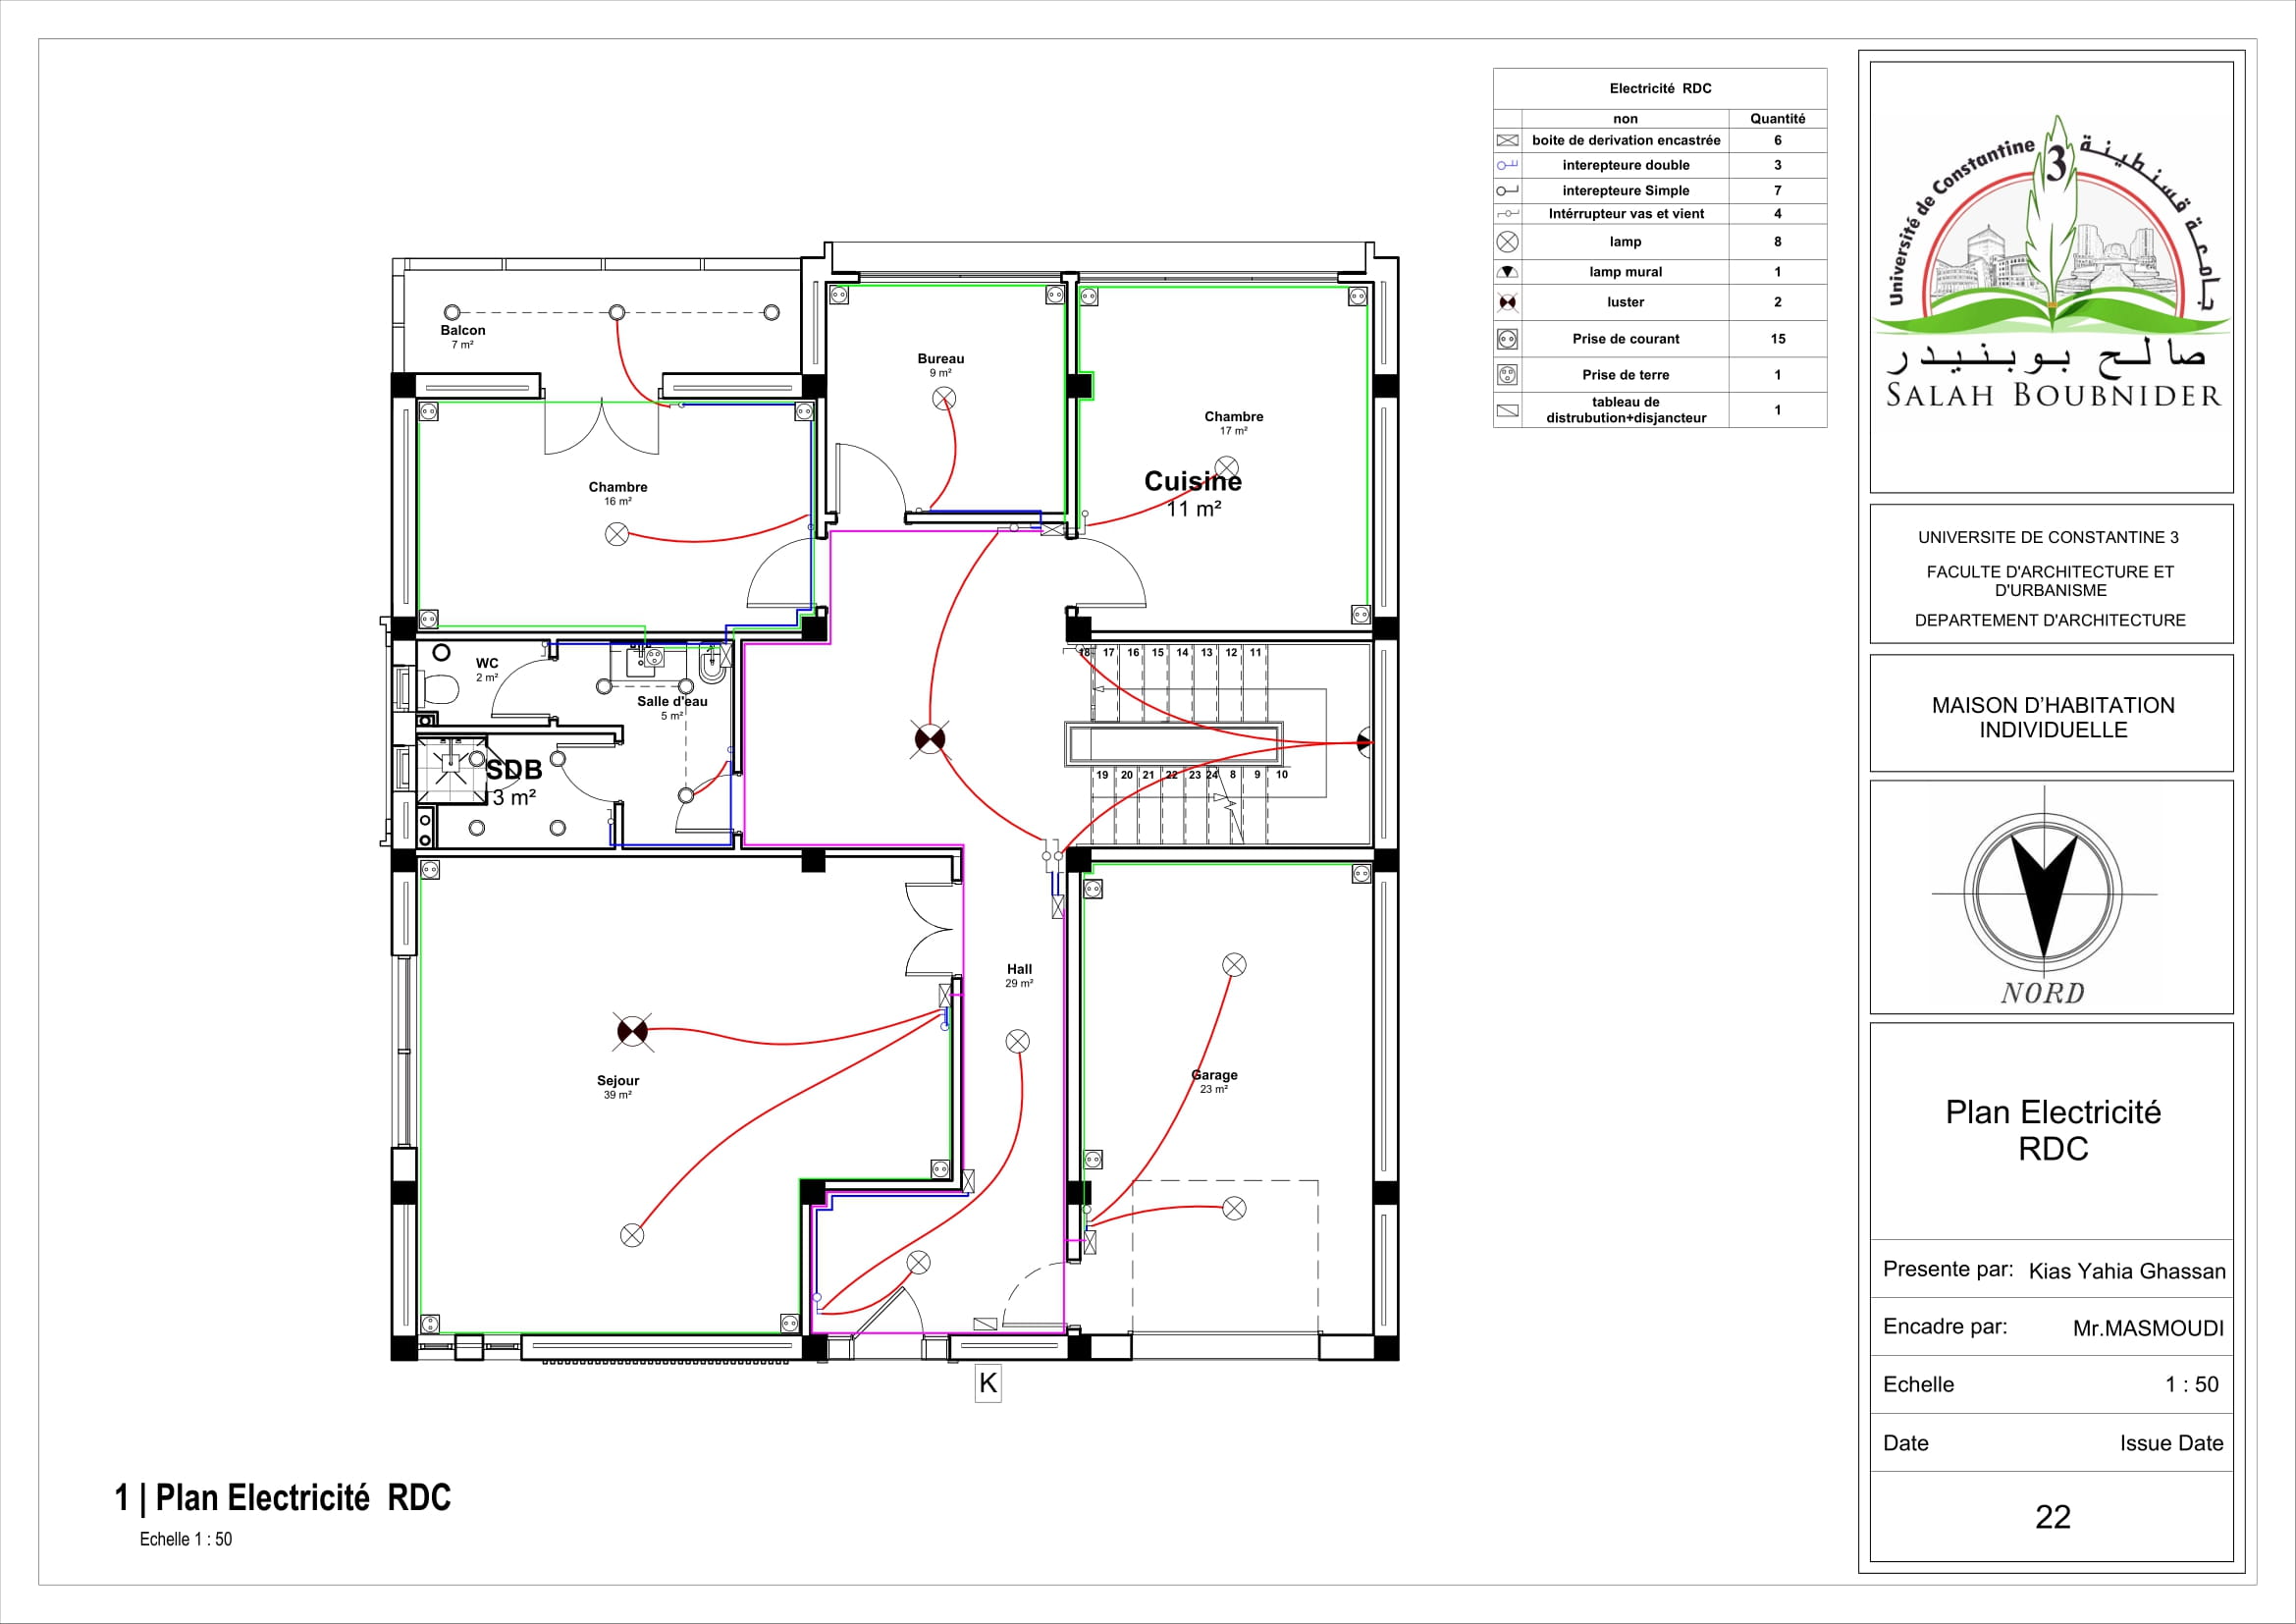 Electricité RDC
non Quantité
boite de derivation encastrée 6
interepteure double 3
interepteure Simple 7
Intérrupteur vas et vient 4
lamp 8
lamp mural 1
luster 2
Prise de courant 15
Prise de terre 1
tableau de
distrubution+disjancteur 1
Balcon
7 m²
Bureau
9 m²
Chambre
17 m²
Cuisine
11 m²
Chambre
16 m²
WC
2 m²
Salle d'eau
5 m²
18 17 16 15 14 13 12 11
SDB
3 m²
19 20 21 22 23 24 8 9 10
Hall
29 m²
Sejour
39 m²
Garage
23 m²
K
1 | Plan Electricité RDC
Echelle 1 : 50
Université de Constantine 3 جامعة قسنطينة
صالح بوبنيدر
SALAH BOUBNIDER
UNIVERSITE DE CONSTANTINE 3
FACULTE D'ARCHITECTURE ET
D'URBANISME
DEPARTEMENT D'ARCHITECTURE
MAISON D'HABITATION
INDIVIDUELLE
NORD
Plan Electricité
RDC
Presente par: Kias Yahia Ghassan
Encadre par: Mr.MASMOUDI
Echelle 1 : 50
Date Issue Date
22